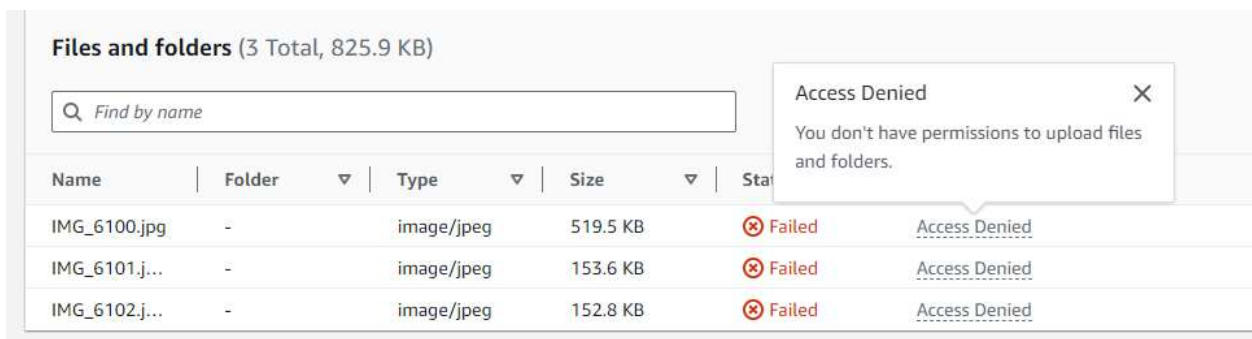 Files and folders (3 Total, 825.9 KB)
Find by name
Access Denied
You don't have permissions to upload files
and folders.
Name Folder Type Size
IMG_6100.jpg - image/jpeg 519.5 KB Failed Access Denied
IMG_6101.j... - image/jpeg 153.6 KB Failed Access Denied
IMG_6102.j... - image/jpeg 152.8 KB Failed Access Denied